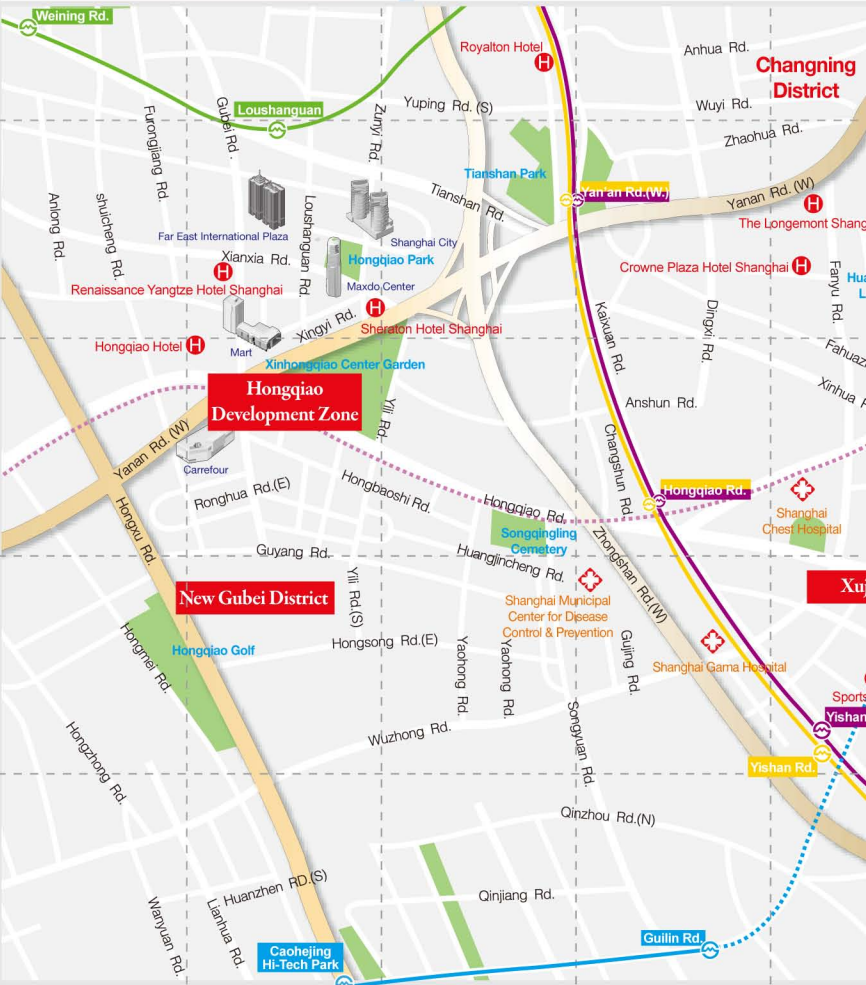 Weining Rd.
Royalton Hotel
Anhua Rd.
Changning
District
Loushanguan
Gubei Rd.
Furongjiang Rd.
Zunyi Rd.
Yuping Rd.(S)
Wuyi Rd.
Zhaohua Rd.
Tianshan Park
Yan'an Rd.(W.)
Yanan Rd.(W)
Tianshan Rd.
Anlong Rd.
shuicheng Rd.
Loushanguan Rd.
The Longemont Shang
Far East International Plaza
Shanghai City
Xianxia Rd.
Hongqiao Park
Crowne Plaza Hotel Shanghai
Fanyu Rd.
Hua
L
Renaissance Yangtze Hotel Shanghai
Maxdo Center
Xingyi Rd.
Sheraton Hotel Shanghai
Kaixuan Rd.
Dingxi Rd.
Hongqiao Hotel
Mart
Xinhongqiao Center Garden
Fahuaz
Xinhua
Hongqiao
Development Zone
Yili Rd.
Anshun Rd.
Yanan Rd.(W)
Carrefour
Changshun Rd.
Ronghua Rd.(E)
Hongbaoshi Rd.
Hongqiao Rd.
Hongqiao Rd.
Shanghai
Chest Hospital
Hongxu Rd.
Songqingling
Cemetery
Guyang Rd.
Huangjincheng Rd.
Zhongshan Rd.(W)
Yili Rd.(S)
New Gubei District
Xuj
Shanghai Municipal
Center for Disease
Control & Preyention
Hongmei Rd.
Hongqiao Golf
Hongsong Rd.(E)
Yaohong Rd.
Yaohong Rd.
Gujing Rd.
Shanghai Gama Hospital
Sports
Yishan
Hongzhong Rd.
Wuzhong Rd.
Songyuan Rd.
Yishan Rd.
Qinzhou Rd.(N)
Huanzhen RD.(S)
Qinjiang Rd.
Wanyuan Rd.
Lianhua Rd.
Guilin Rd.
Caohejing
Hi-Tech Park